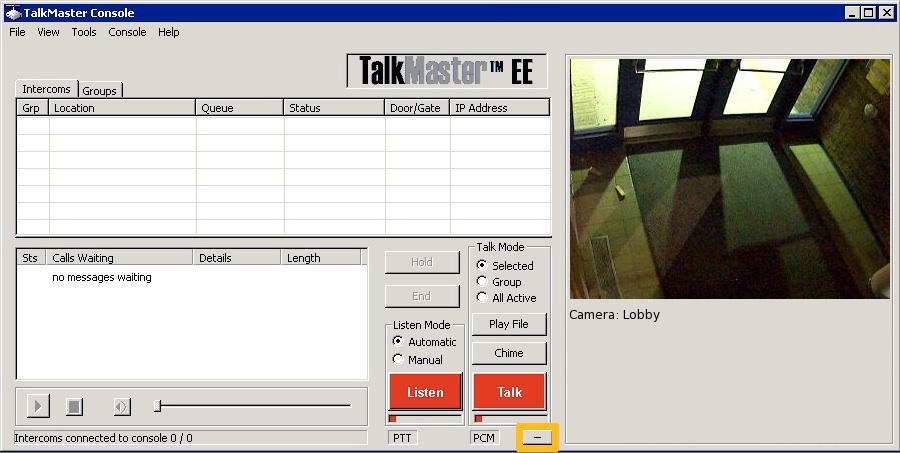 TalkMaster Console
File View Tools Console Help
TalkMaster™ EE
Intercoms Groups
Grp Location Queue Status Door/Gate IP Address
Sts Calls Waiting Details Length
no messages waiting
Hold
End
Talk Mode
Selected
Group
All Active
Play File
Chime
Listen Mode
Automatic
Manual
Listen Talk
Intercoms connected to console 0 / 0
PTT PCM –
Camera: Lobby